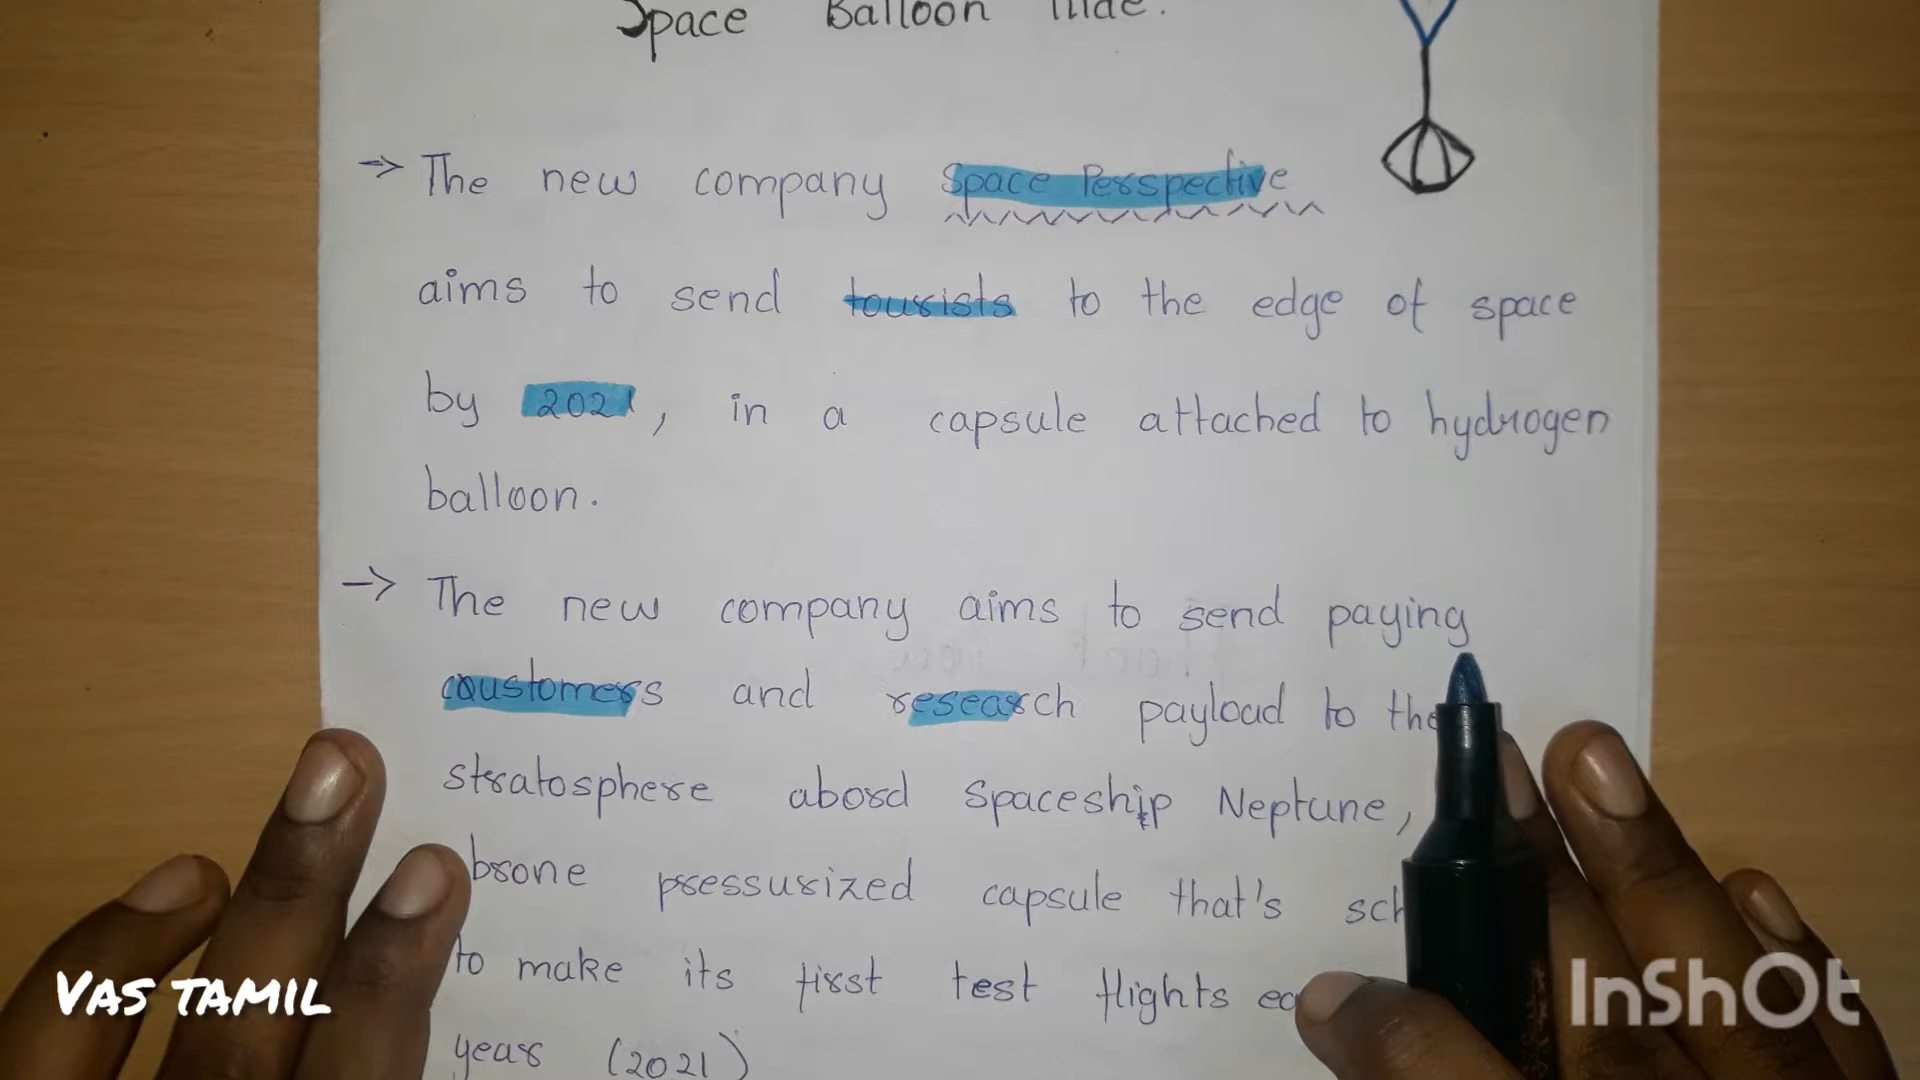 Space Balloon
→ The new company Space Perspective
aims to send tourists to the edge of space
by 2021, in a capsule attached to hydrogen
balloon.
→ The new company aims to send paying
coustomers and research payload to the
stratosphere abord Spaceship Neptune,
brone pressurized capsule that's
to make its first test flights
year (2021)
VAS TAMIL
InShOt